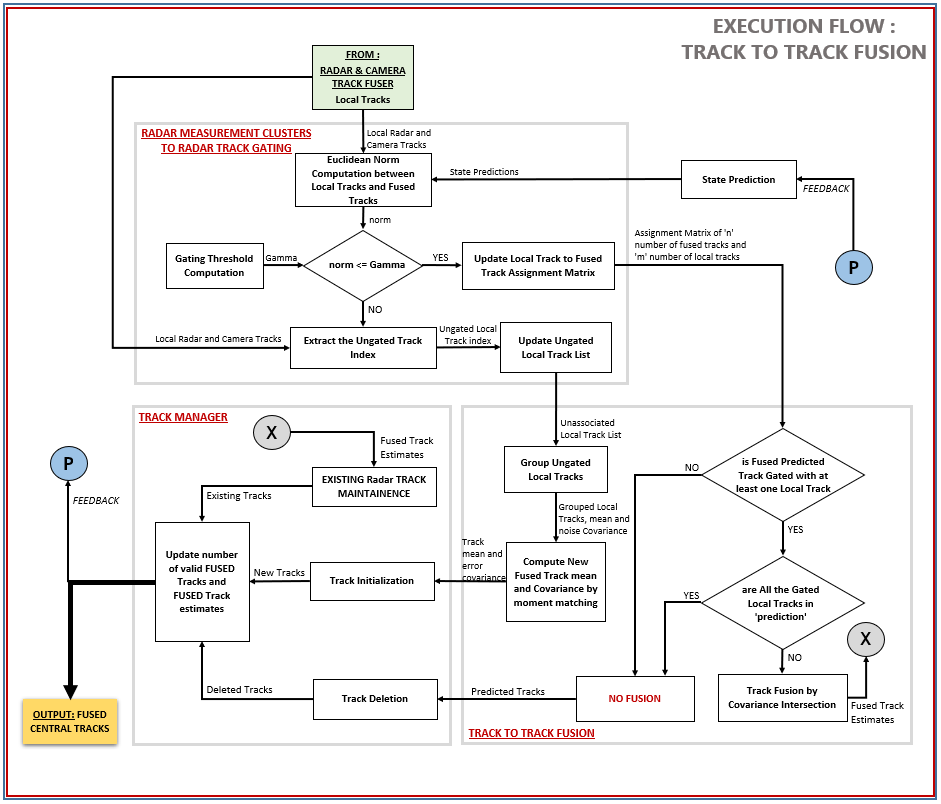 EXECUTION FLOW :
TRACK TO TRACK FUSION
FROM :
RADAR & CAMERA
TRACK FUSER
Local Tracks
RADAR MEASUREMENT CLUSTERS
TO RADAR TRACK GATING
Local Radar and
Camera Tracks
Euclidean Norm
Computation between
Local Tracks and Fused
Tracks
State Predictions
State Prediction
FEEDBACK
P
norm
Gating Threshold
Computation
Gamma
norm <= Gamma
YES
Update Local Track to Fused
Track Assignment Matrix
Assignment Matrix of 'n'
number of fused tracks and
'm' number of local tracks
NO
Local Radar and Camera Tracks
Extract the Ungated Track
Index
Ungated Local
Track index
Update Ungated
Local Track List
TRACK MANAGER
X
Fused Track
Estimates
EXISTING Radar TRACK
MAINTAINENCE
Existing Tracks
P
FEEDBACK
Update number
of valid FUSED
Tracks and
FUSED Track
estimates
New Tracks
Track Initialization
Track
mean and
error
covariance
Deleted Tracks
Track Deletion
Predicted Tracks
OUTPUT: FUSED
CENTRAL TRACKS
Unassociated
Local Track List
Group Ungated
Local Tracks
Grouped Local
Tracks, mean and
noise Covariance
Compute New
Fused Track mean
and Covariance by
moment matching
NO
is Fused Predicted
Track Gated with at
least one Local Track
YES
are All the Gated
Local Tracks in
'prediction'
YES
NO
X
NO FUSION
Track Fusion by
Covariance Intersection
Fused Track
Estimates
TRACK TO TRACK FUSION